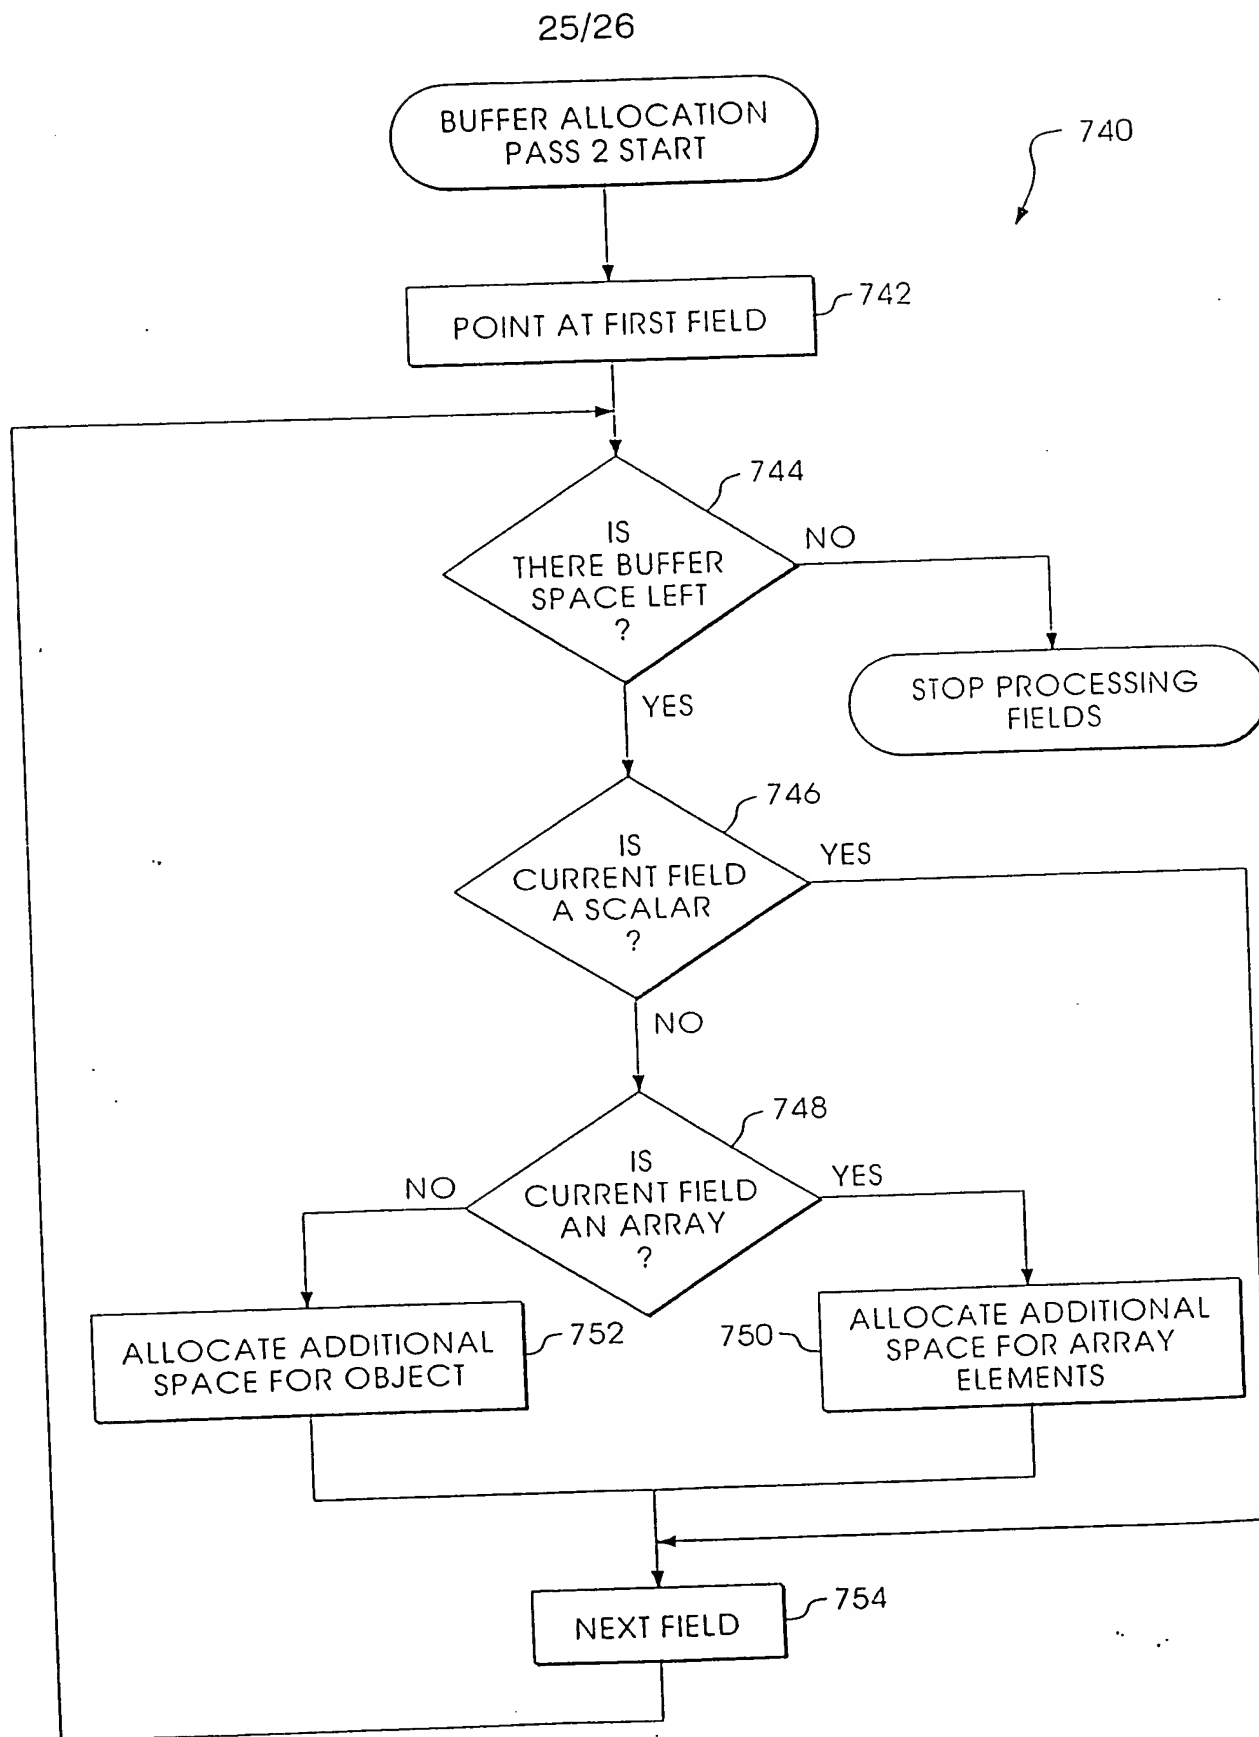 25/26
BUFFER ALLOCATION
PASS 2 START
740
POINT AT FIRST FIELD
742
744
IS
THERE BUFFER
SPACE LEFT
?
NO
YES
STOP PROCESSING
FIELDS
746
IS
CURRENT FIELD
A SCALAR
?
YES
NO
748
IS
CURRENT FIELD
AN ARRAY
?
NO
YES
ALLOCATE ADDITIONAL
SPACE FOR OBJECT
752
750
ALLOCATE ADDITIONAL
SPACE FOR ARRAY
ELEMENTS
NEXT FIELD
754